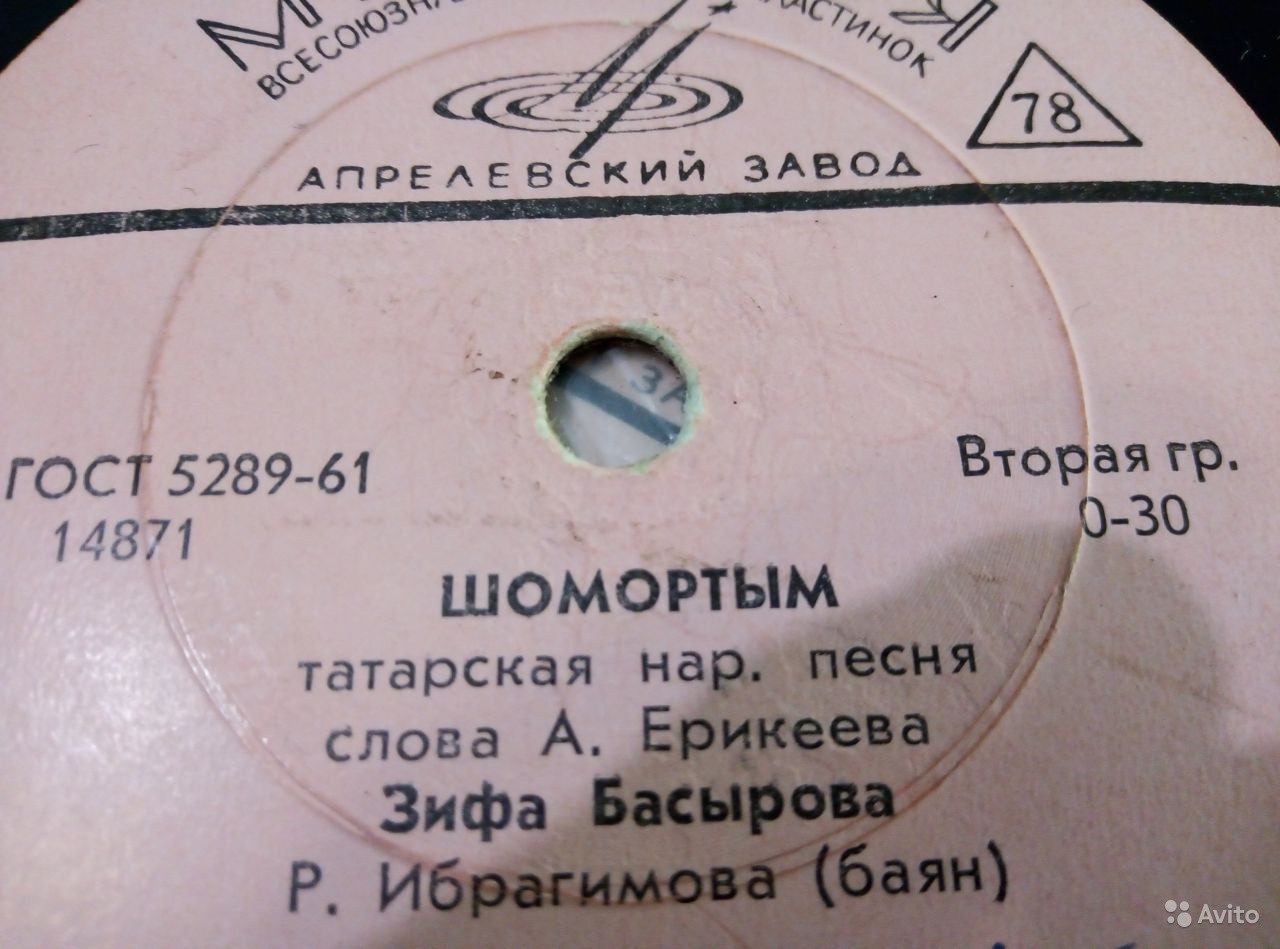 ВСЕСОЮЗН
ЛАСТИНОК
78
АПРЕЛЕВСКИЙ ЗАВОД
ЗА
ГОСТ 5289-61
Вторая гр.
14871
0-30
ШОМОРТЫМ
татарская нар. песня
слова А. Ерикеева
Зифа Басырова
Р. Ибрагимова (баян)
Avito